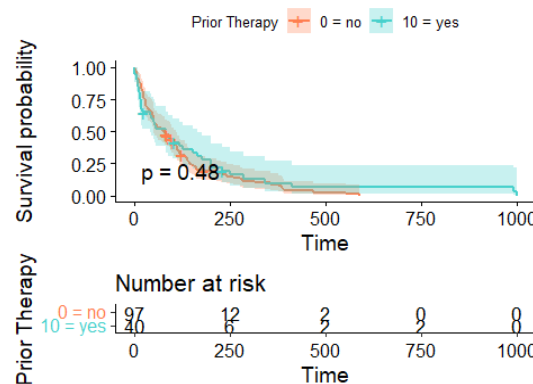 Prior Therapy 0 = no 10 = yes
Survival probability
1.00
0.75
0.50
0.25
0.00
p = 0.48
0 250 500 750 1000
Time
Number at risk
Prior Therapy
0 = no 97 12 2 0 0
10 = yes 40 6 2 2 0
0 250 500 750 1000
Time